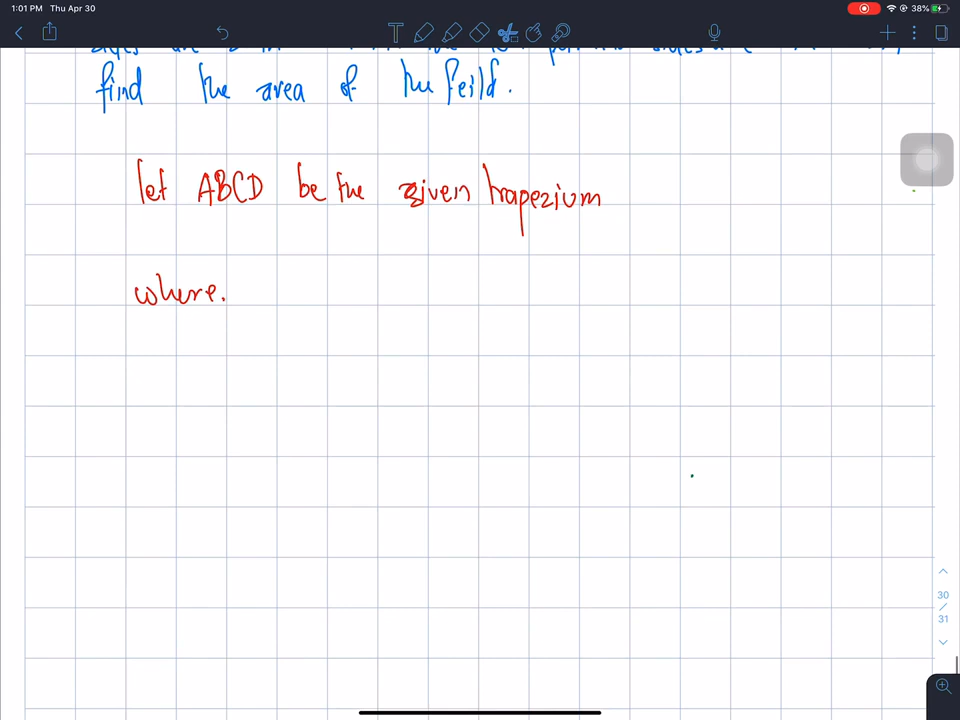 1:01 PM Thu Apr 30
38%
find the area of the feild.
let ABCD be the given trapezium
where.
30
/
31